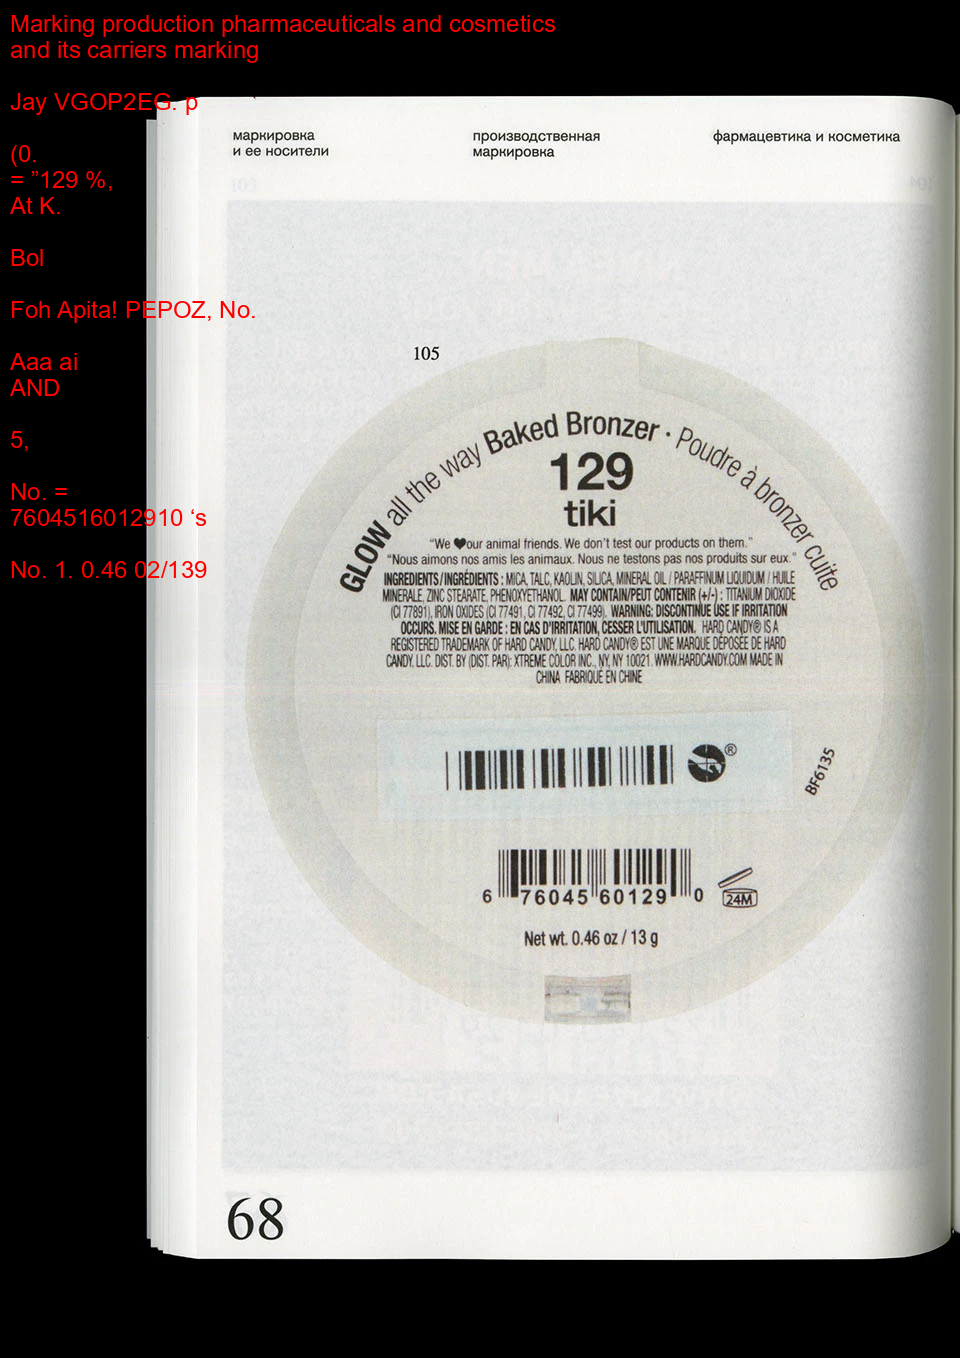 Marking production pharmaceuticals and cosmetics
and its carriers marking
Jay VGOP2EG. p
(0.
= ”129 %,
At K.
Bol
Foh Apita! PEPOZ, No.
Aaa ai
AND
5,
No. =
7604516012910 ‘s
No. 1. 0.46 02/139
маркировка
и ее носители
производственная
маркировка
фармацевтика и косметика
105
GLOW all the way Baked Bronzer · Poudre à bronzer cuite
129
tiki
“We ♥our animal friends. We don’t test our products on them.”
“Nous aimons nos amis les animaux. Nous ne testons pas nos produits sur eux.”
INGREDIENTS/INGRÉDIENTS : MICA, TALC, KAOLIN, SILICA, MINERAL OIL / PARAFFINUM LIQUIDUM / HUILE
MINERALE, ZINC STEARATE, PHENOXYETHANOL. MAY CONTAIN/PEUT CONTENIR (+/-) : TITANIUM DIOXIDE
(CI 77891), IRON OXIDES (CI 77491, CI 77492, CI 77499). WARNING: DISCONTINUE USE IF IRRITATION
OCCURS. MISE EN GARDE : EN CAS D’IRRITATION, CESSER L’UTILISATION. HARD CANDY® IS A
REGISTERED TRADEMARK OF HARD CANDY, LLC. HARD CANDY® EST UNE MARQUE DÉPOSÉE DE HARD
CANDY, LLC. DIST. BY (DIST. PAR): XTREME COLOR INC., NY, NY 10021. WWW.HARDCANDY.COM MADE IN
CHINA FABRIQUÉ EN CHINE
®
BF6135
6 76045 60129 0
24M
Net wt. 0.46 oz / 13 g
68